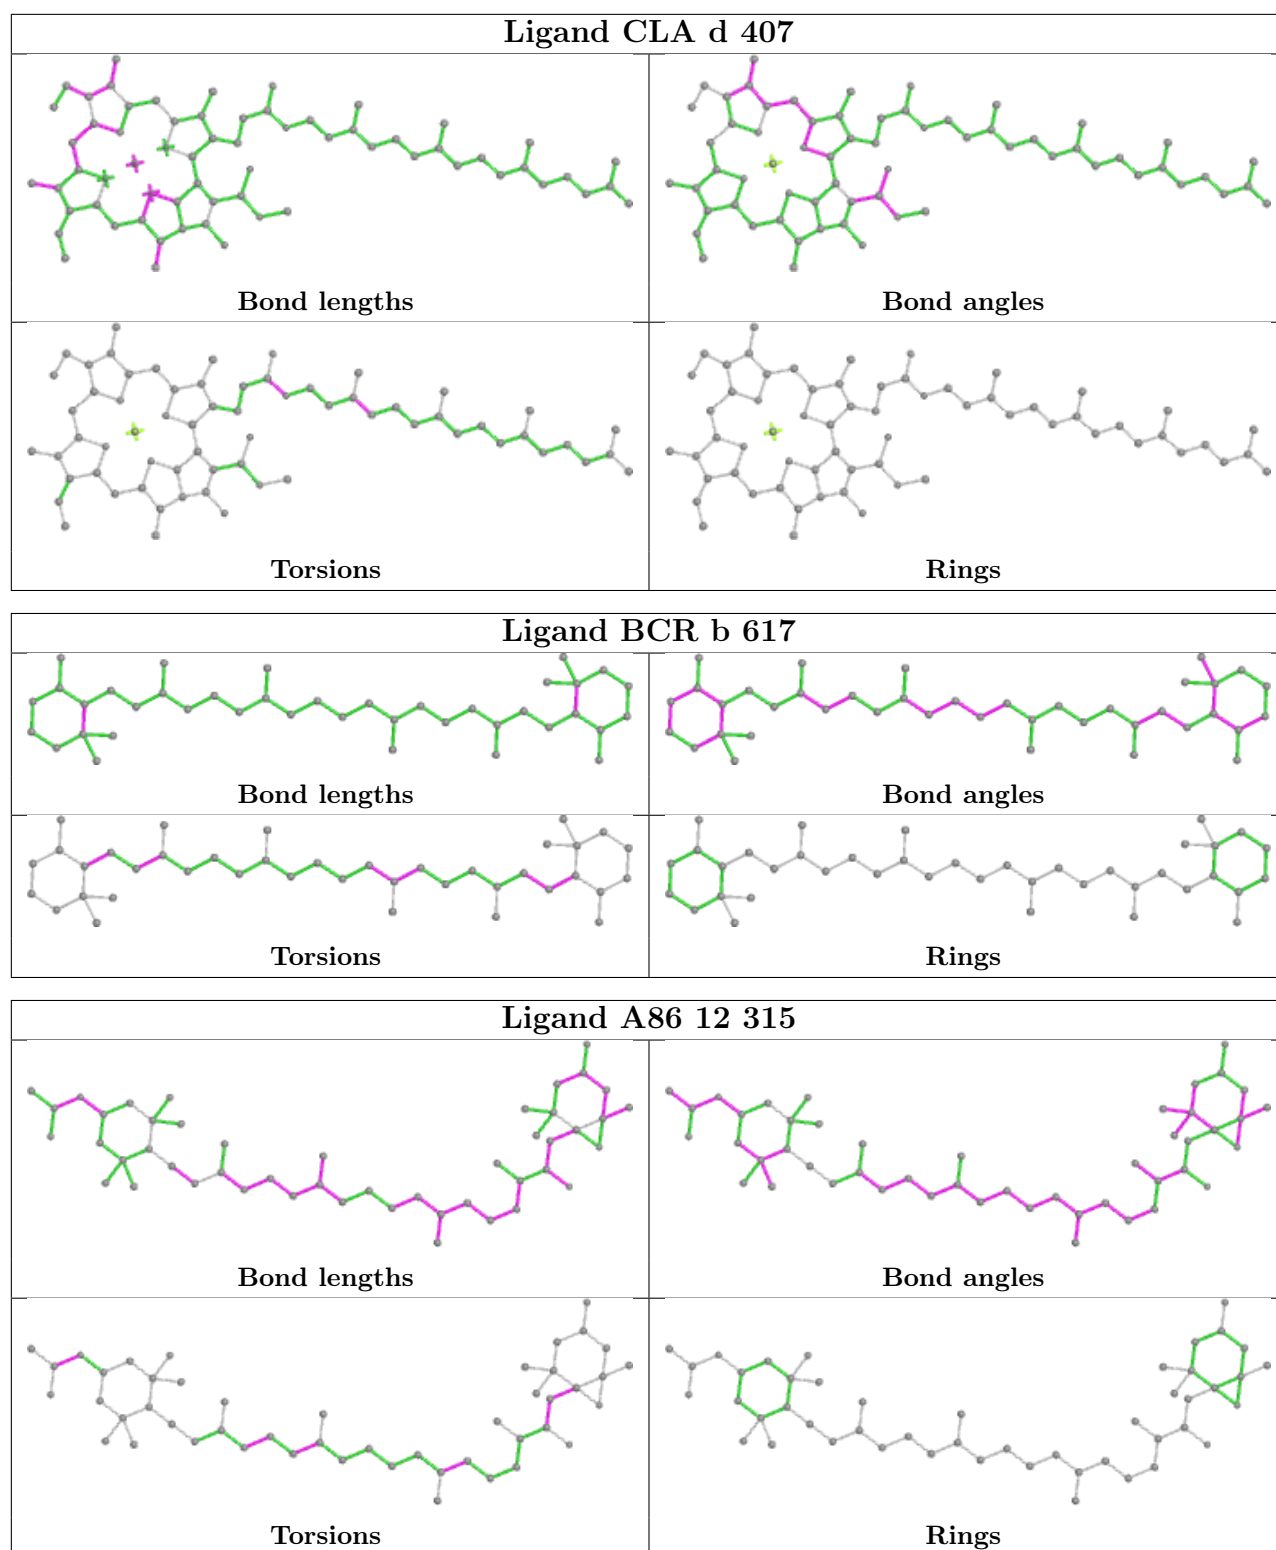 Ligand CLA d 407
Bond lengths
Bond angles
Torsions
Rings
Ligand BCR b 617
Bond lengths
Bond angles
Torsions
Rings
Ligand A86 12 315
Bond lengths
Bond angles
Torsions
Rings